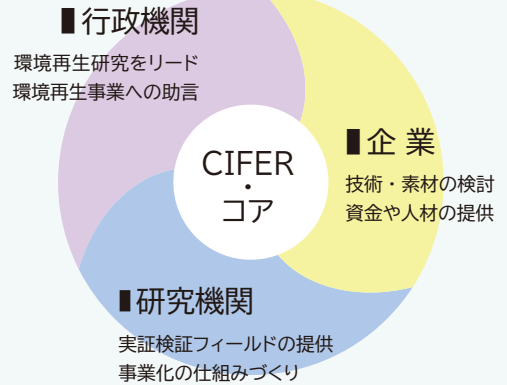 ▮行政機関
環境再生研究をリード
環境再生事業への助言
CIFER
・
コア
▮企 業
技術・素材の検討
資金や人材の提供
▮研究機関
実証検証フィールドの提供
事業化の仕組みづくり